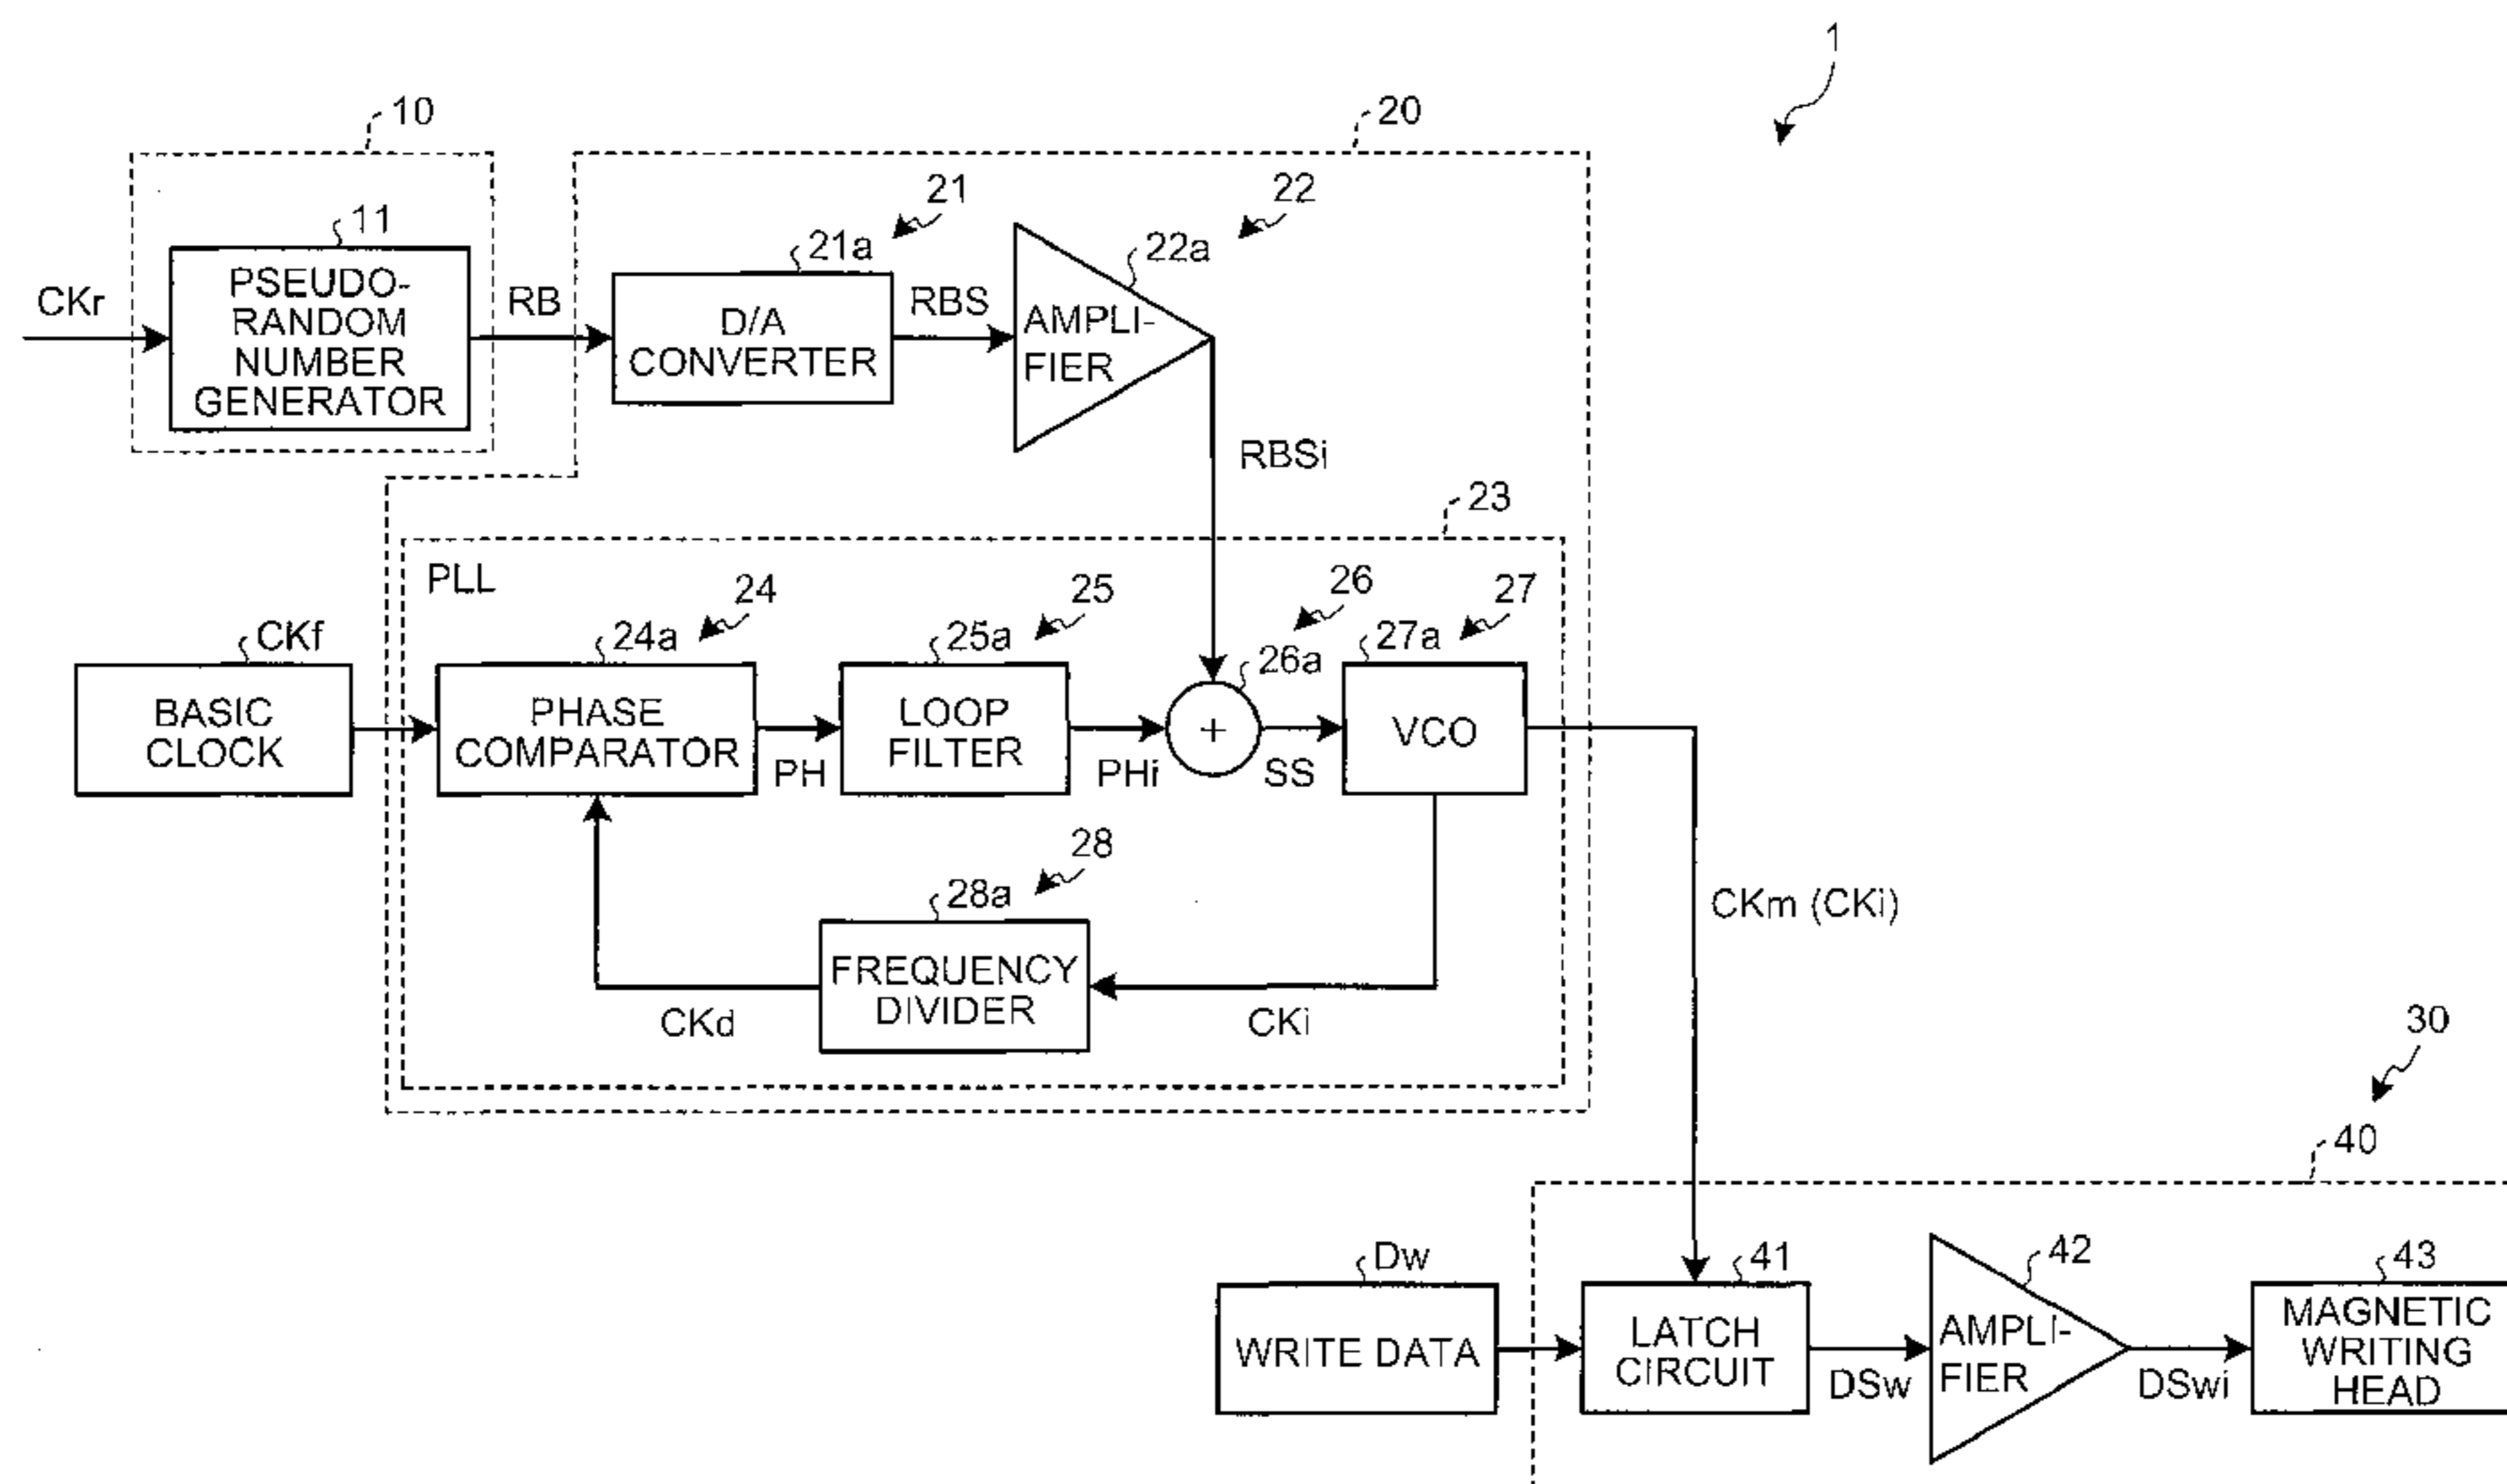 1
10
20
21
22
11
21a
22a
CKr
PSEUDO-
RANDOM
NUMBER
GENERATOR
RB
D/A
CONVERTER
RBS
AMPLI-
FIER
RBSi
23
PLL
24
25
26
27
CKf
24a
25a
26a
27a
BASIC
CLOCK
PHASE
COMPARATOR
PH
LOOP
FILTER
PHi
+
SS
VCO
28
28a
FREQUENCY
DIVIDER
CKd
CKi
CKm (CKi)
30
40
Dw
41
42
43
WRITE DATA
LATCH
CIRCUIT
DSw
AMPLI-
FIER
DSwi
MAGNETIC
WRITING
HEAD